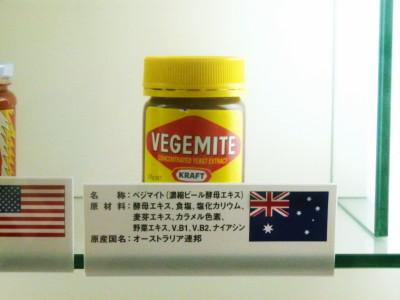 VEGEMITE
CONCENTRATED YEAST EXTRACT
KRAFT
名　　称：ベジマイト（濃縮ビール酵母エキス）
原 材 料：酵母エキス、食塩、塩化カリウム、
麦芽エキス、カラメル色素、
野菜エキス、V.B1、V.B2、ナイアシン
原産国名：オーストラリア連邦